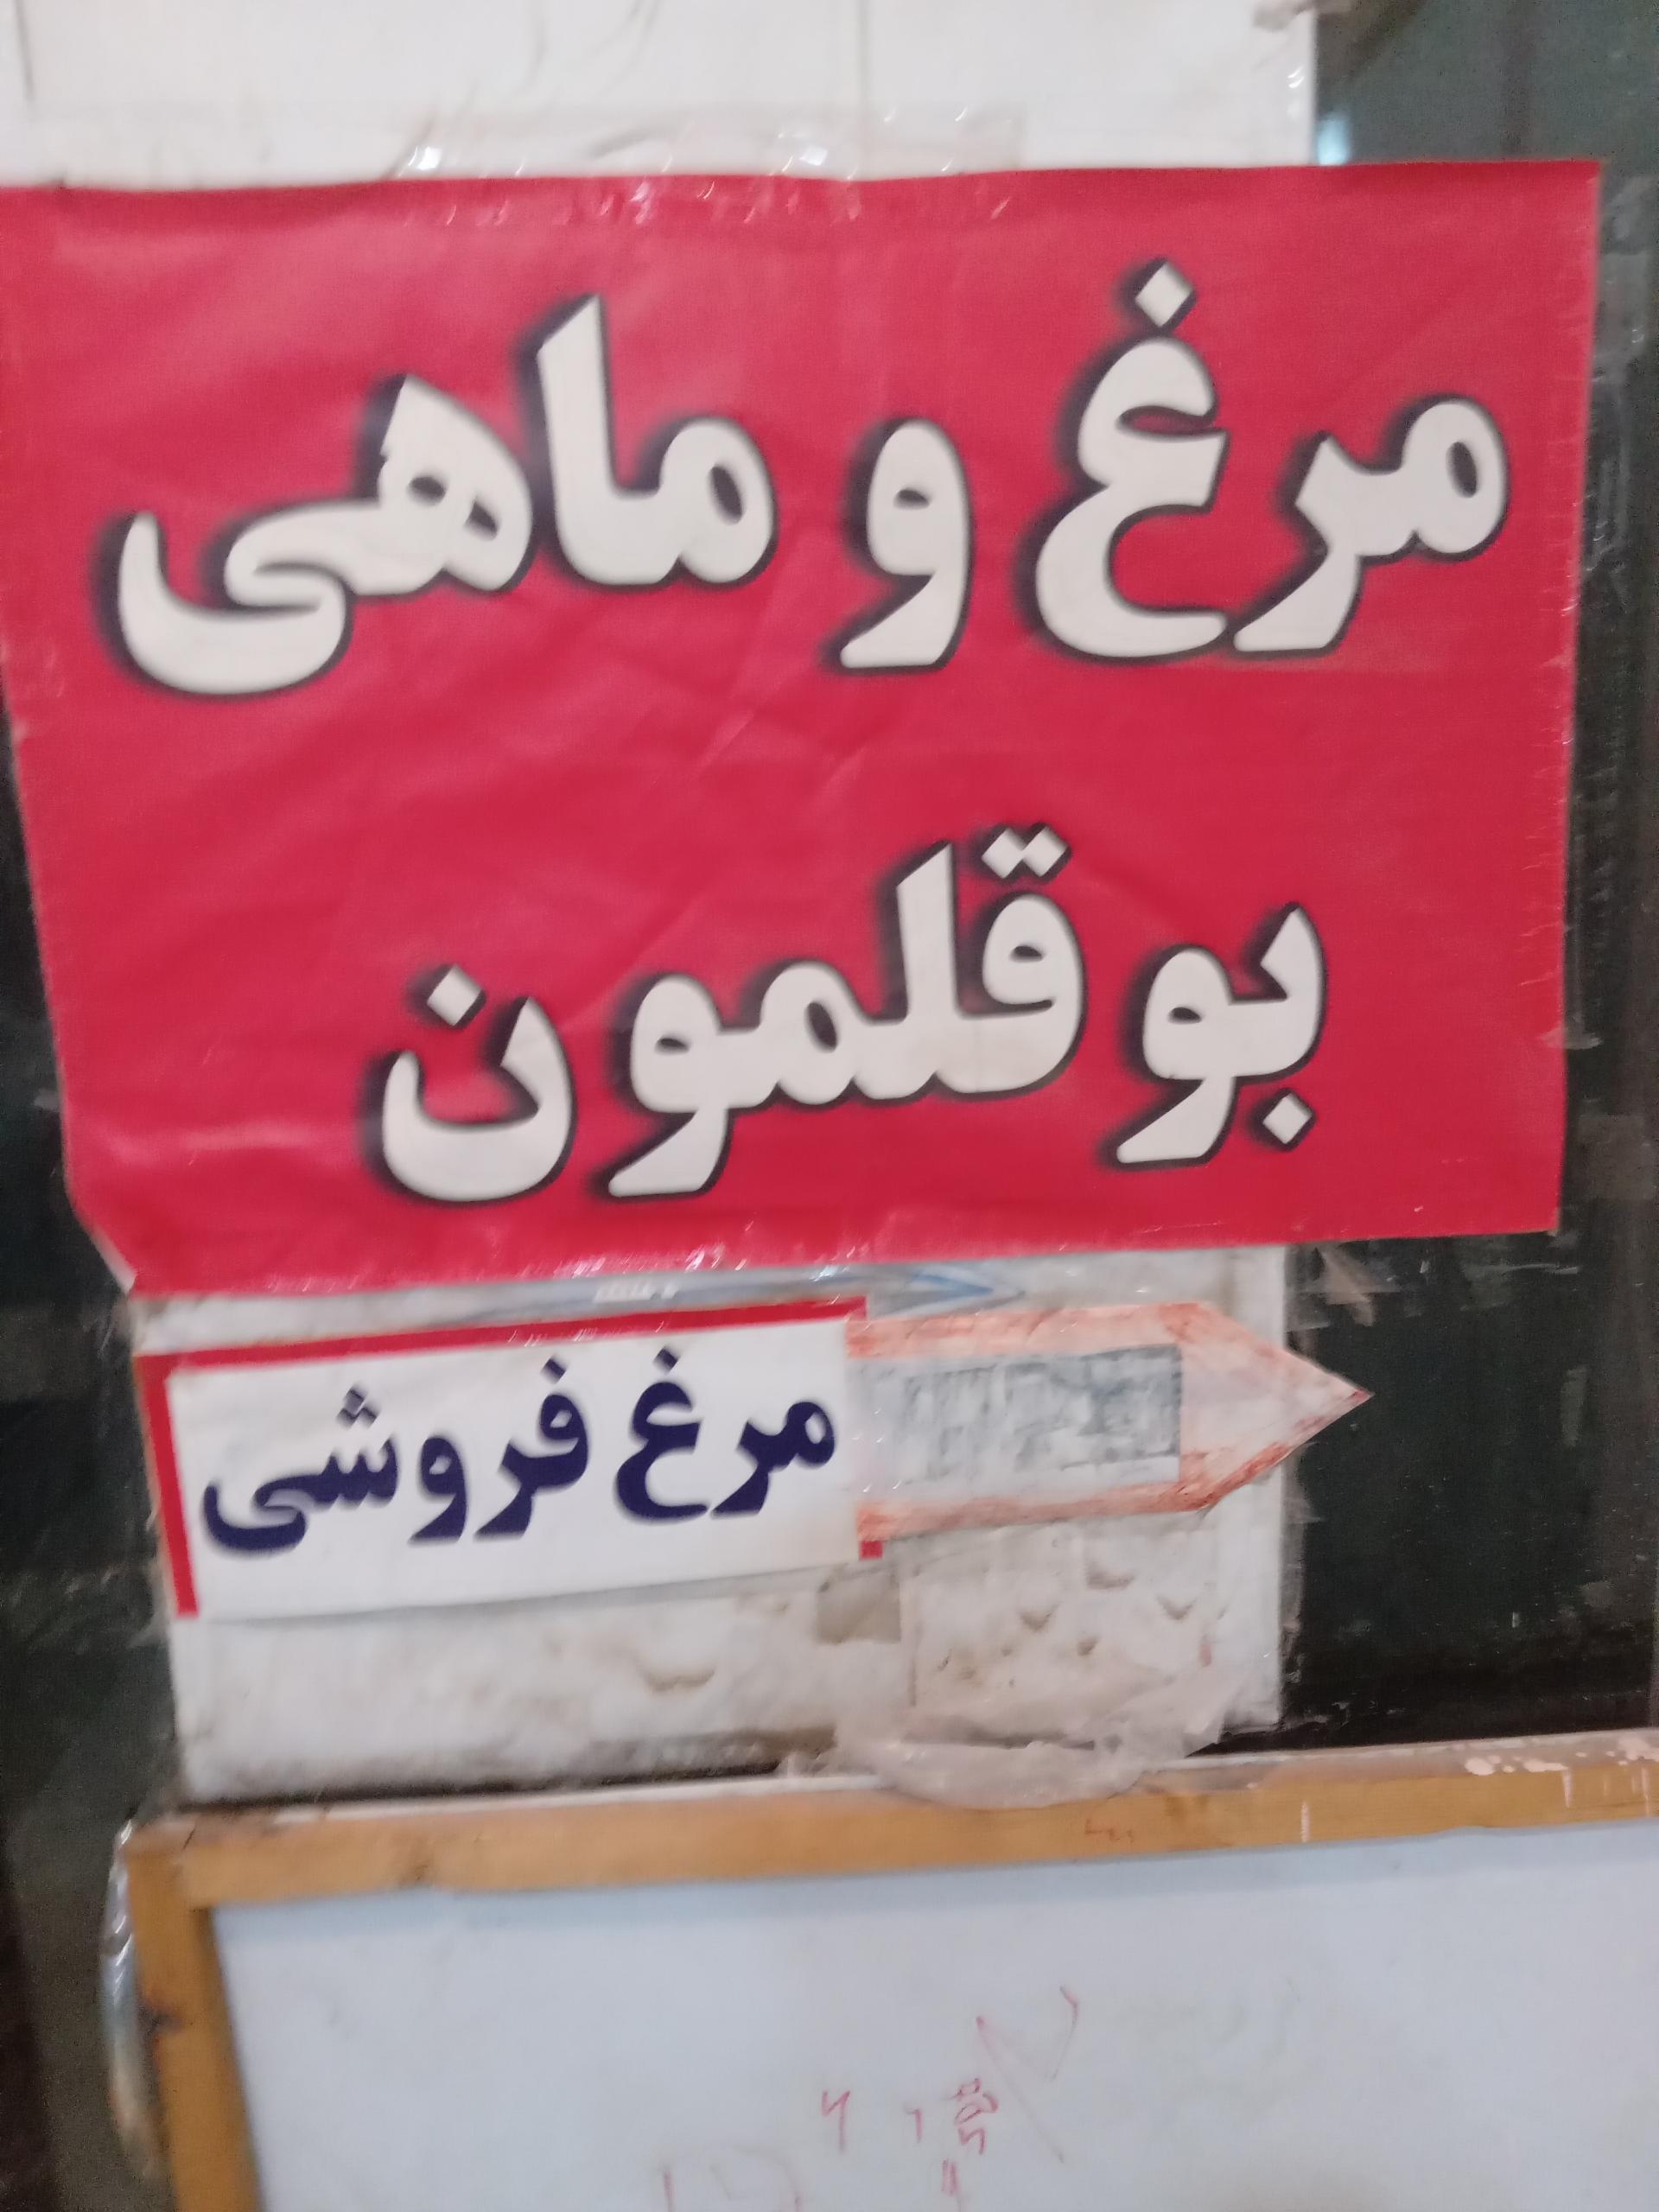 مرغ و ماهی
بوقلمون
مرغ فروشی